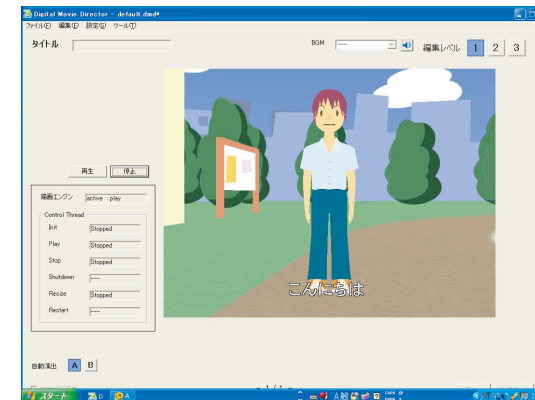 Digital Movie Director - default.dmd*
ファイル(F) 編集(E) 設定(S) ツール(T)
タイトル
BGM ---- 編集レベル 1 2 3
再生 停止
描画エンジン active : play
Control Thread
Init Stopped
Play Stopped
Stop Stopped
Shutdown ----
Resize Stopped
Restart ----
こんにちは
自動演出 A B
- 1 / 1 -
スタート D A A 般